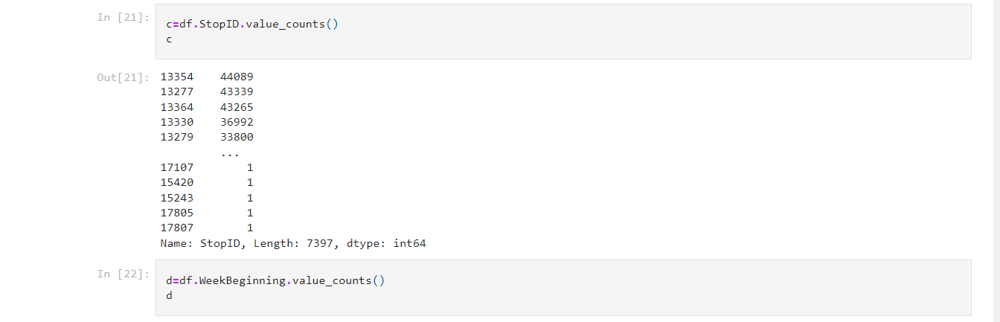 In [21]:
c=df.StopID.value_counts()
c
Out[21]:
13354 44089
13277 43339
13364 43265
13330 36992
13279 33800
...
17107 1
15420 1
15243 1
17805 1
17807 1
Name: StopID, Length: 7397, dtype: int64
In [22]:
d=df.WeekBeginning.value_counts()
d